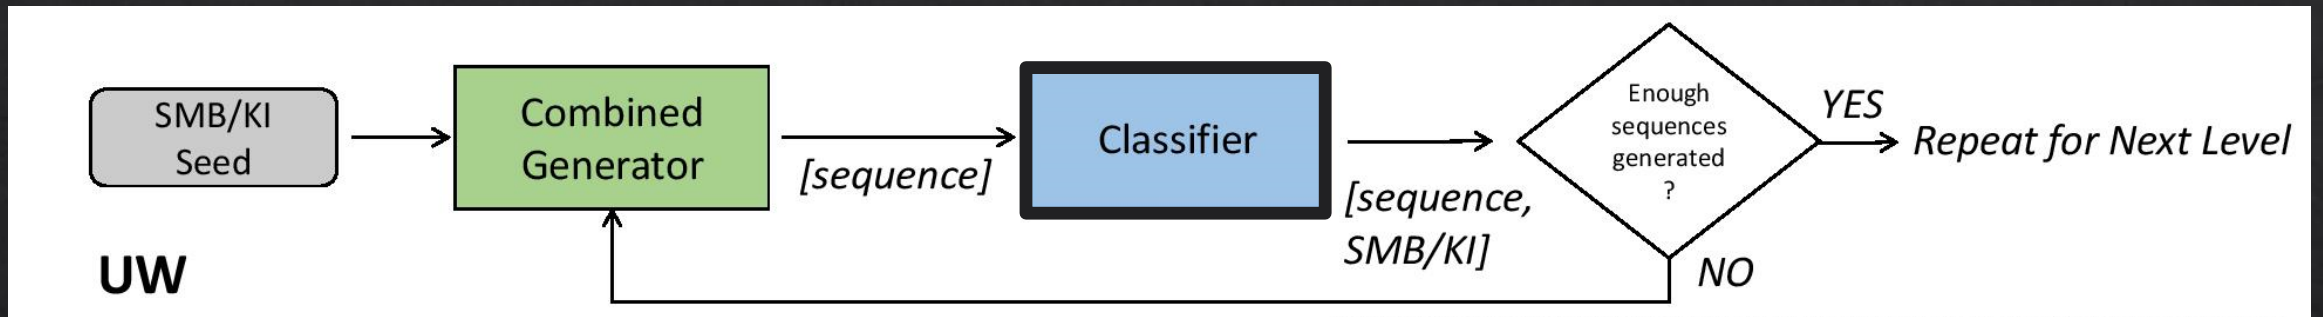 SMB/KI
Seed
Combined
Generator
[sequence]
Classifier
[sequence,
SMB/KI]
Enough
sequences
generated
?
YES
Repeat for Next Level
NO
UW